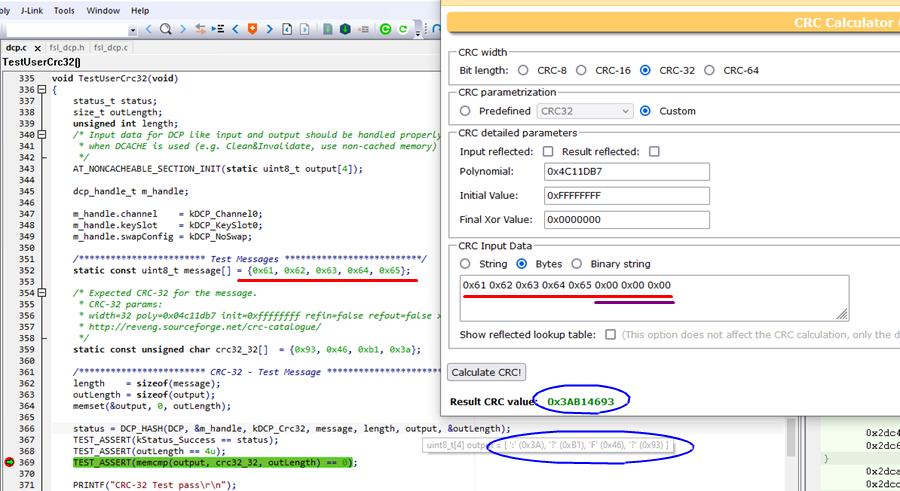 ly J-Link Tools Window Help
dcp.c x fsl_dcp.h fsl_dcp.c
TestUserCrc32()
335 void TestUserCrc32(void)
336 {
337 status_t status;
338 size_t outLength;
339 unsigned int length;
340 /* Input data for DCP like input and output should be handled properly
341 * when DCACHE is used (e.g. Clean&Invalidate, use non-cached memory)
342 */
343 AT_NONCACHEABLE_SECTION_INIT(static uint8_t output[4]);
344
345 dcp_handle_t m_handle;
346
347 m_handle.channel = kDCP_Channel0;
348 m_handle.keySlot = kDCP_KeySlot0;
349 m_handle.swapConfig = kDCP_NoSwap;
350
351 /************************ Test Messages **************************/
352 static const uint8_t message[] = {0x61, 0x62, 0x63, 0x64, 0x65};
353
354 /* Expected CRC-32 for the message.
355 * CRC-32 params:
356 * width=32 poly=0x04c11db7 init=0xffffffff refin=false refout=false x
357 * http://reveng.sourceforge.net/crc-catalogue/
358 */
359 static const unsigned char crc32_32[] = {0x93, 0x46, 0xb1, 0x3a};
360
361 /************************ CRC-32 - Test Message ********************
362 length = sizeof(message);
363 outLength = sizeof(output);
364 memset(&output, 0, outLength);
365
366 status = DCP_HASH(DCP, &m_handle, kDCP_Crc32, message, length, output, &outLength);
367 TEST_ASSERT(kStatus_Success == status);
368 TEST_ASSERT(outLength == 4u);
369 TEST_ASSERT(memcmp(output, crc32_32, outLength) == 0);
370
371 PRINTF("CRC-32 Test pass\r\n");
uint8_t[4] output = [ ':' (0x3A), '?' (0xB1), 'F' (0x46), '?' (0x93) ]
CRC Calculator
CRC width
Bit length: CRC-8 CRC-16 CRC-32 CRC-64
CRC parametrization
Predefined CRC32 Custom
CRC detailed parameters
Input reflected: Result reflected:
Polynomial: 0x4C11DB7
Initial Value: 0xFFFFFFFF
Final Xor Value: 0x0000000
CRC Input Data
String Bytes Binary string
0x61 0x62 0x63 0x64 0x65 0x00 0x00 0x00
Show reflected lookup table: (This option does not affect the CRC calculation, only the d
Calculate CRC!
Result CRC value: 0x3AB14693
0x2dc4
0x2dc6
}
0x2dca
0x2dcc